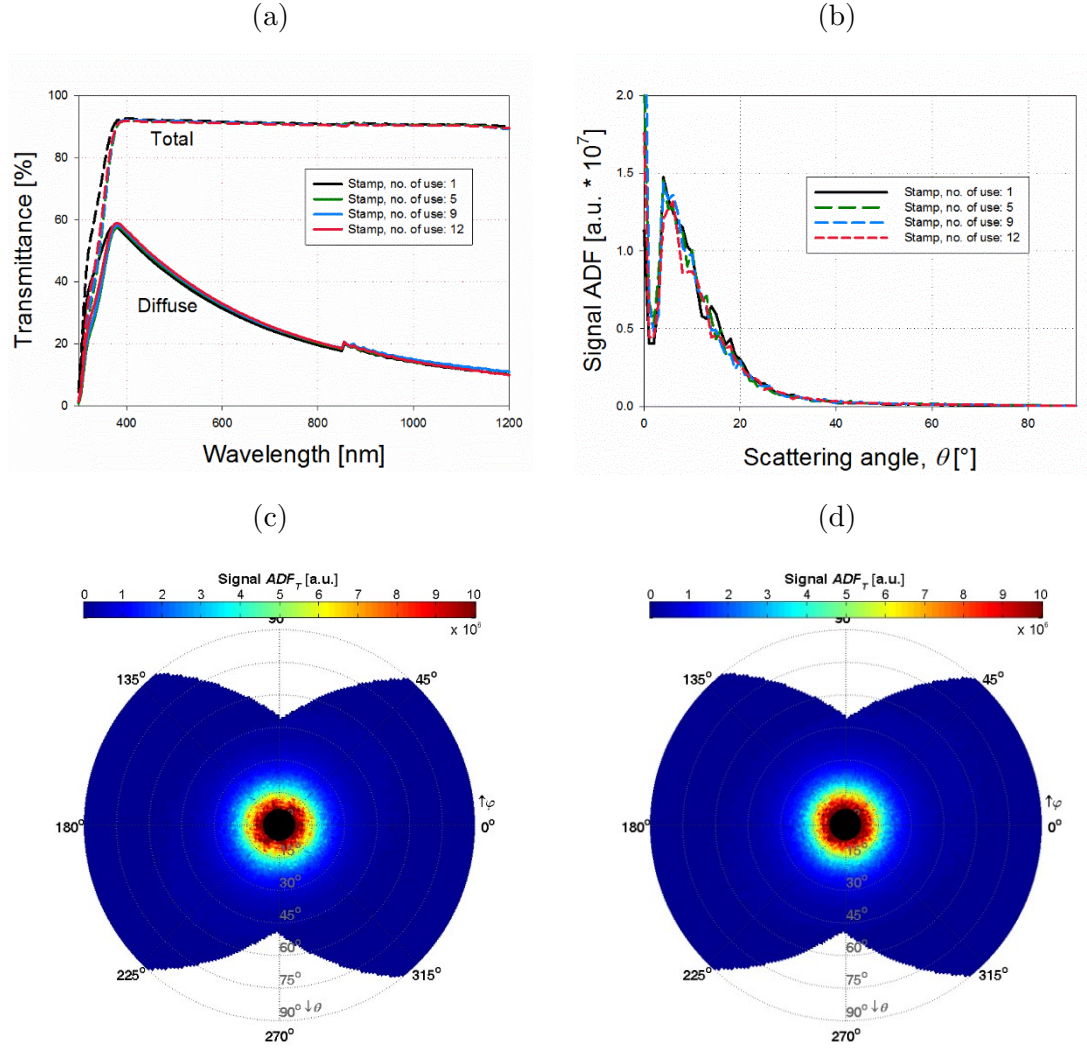 (a)
(b)
100
80
60
40
20
0
400
600
800
1000
1200
Transmittance [%]
Wavelength [nm]
Total
Diffuse
Stamp, no. of use: 1
Stamp, no. of use: 5
Stamp, no. of use: 9
Stamp, no. of use: 12
2.0
1.5
1.0
0.5
0.0
0
20
40
60
80
Signal ADF [a.u. * 10⁷]
Scattering angle, θ [°]
Stamp, no. of use: 1
Stamp, no. of use: 5
Stamp, no. of use: 9
Stamp, no. of use: 12
(c)
(d)
Signal ADF_T [a.u.]
0 1 2 3 4 5 6 7 8 9 10
x 10⁶
90°
135°
45°
180°
↑φ
0°
15°
30°
45°
60°
75°
90° ↓θ
225°
315°
270°
Signal ADF_T [a.u.]
0 1 2 3 4 5 6 7 8 9 10
x 10⁶
90°
135°
45°
180°
↑φ
0°
15°
30°
45°
60°
75°
90° ↓θ
225°
315°
270°